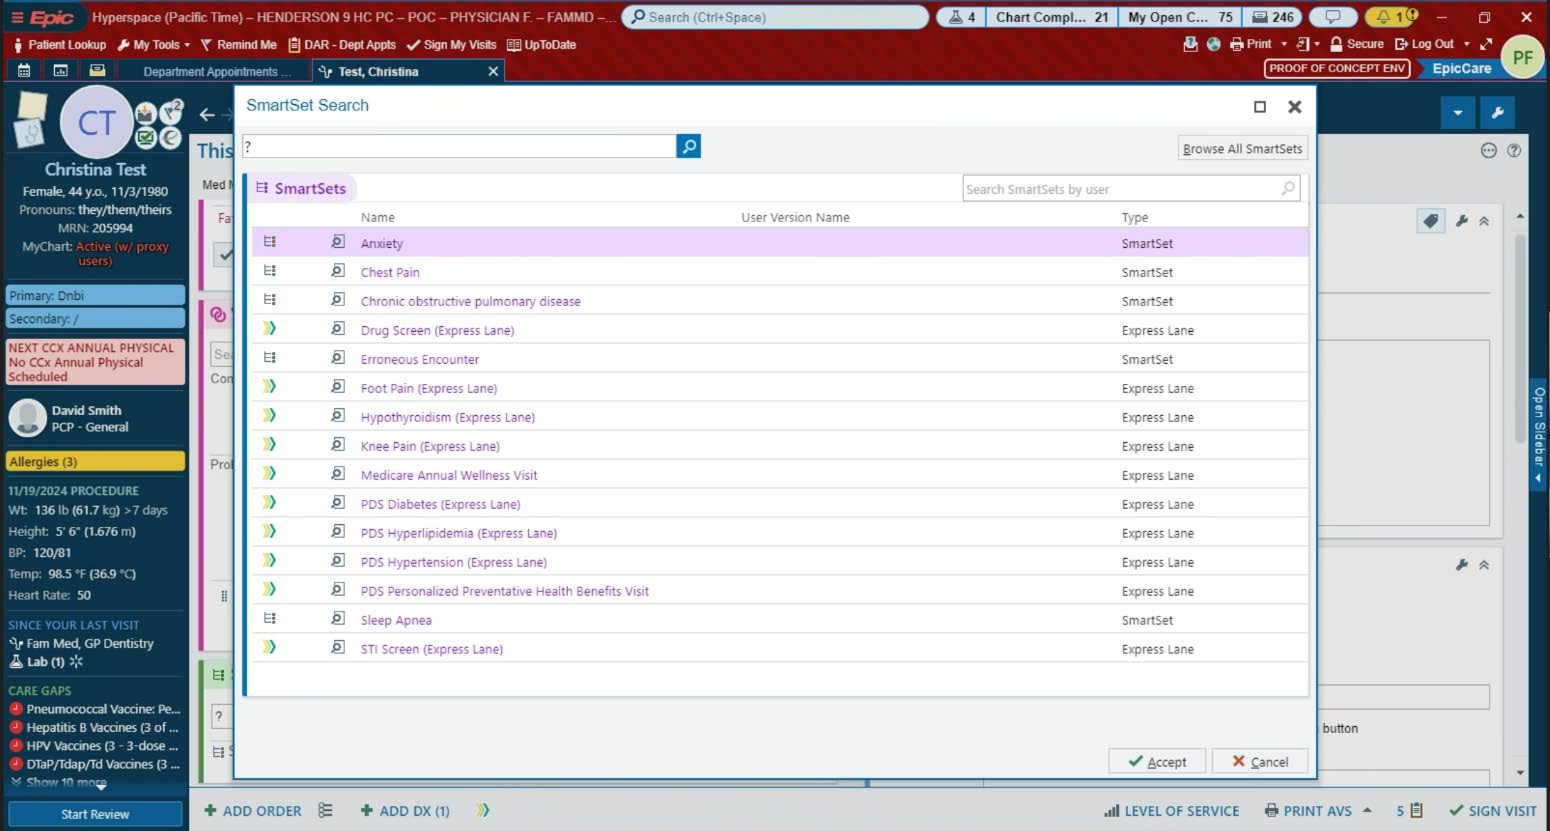 Epic
Hyperspace (Pacific Time) – HENDERSON 9 HC PC – POC – PHYSICIAN F. – FAMMD –...
Search (Ctrl+Space)
4
Chart Compl... 21
My Open C... 75
246
1
Patient Lookup
My Tools
Remind Me
DAR - Dept Appts
Sign My Visits
UpToDate
Print
Secure
Log Out
PF
Department Appointments ...
Test, Christina
PROOF OF CONCEPT ENV
EpicCare
CT
2
Christina Test
Female, 44 y.o., 11/3/1980
Pronouns: they/them/theirs
MRN: 205994
MyChart: Active (w/ proxy
users)
Primary: Dnbi
Secondary: /
NEXT CCX ANNUAL PHYSICAL
No CCx Annual Physical
Scheduled
David Smith
PCP - General
Allergies (3)
11/19/2024 PROCEDURE
Wt: 136 lb (61.7 kg) >7 days
Height: 5' 6" (1.676 m)
BP: 120/81
Temp: 98.5 °F (36.9 °C)
Heart Rate: 50
SINCE YOUR LAST VISIT
Fam Med, GP Dentistry
Lab (1)
CARE GAPS
Pneumococcal Vaccine: Pe...
Hepatitis B Vaccines (3 of ...
HPV Vaccines (3 - 3-dose ...
DTaP/Tdap/Td Vaccines (3 ...
Show 10 more
Start Review
This
Med M
Fa
Sea
Con
Prol
?
S
SmartSet Search
?
Browse All SmartSets
SmartSets
Search SmartSets by user
Name User Version Name Type
Anxiety SmartSet
Chest Pain SmartSet
Chronic obstructive pulmonary disease SmartSet
Drug Screen (Express Lane) Express Lane
Erroneous Encounter SmartSet
Foot Pain (Express Lane) Express Lane
Hypothyroidism (Express Lane) Express Lane
Knee Pain (Express Lane) Express Lane
Medicare Annual Wellness Visit Express Lane
PDS Diabetes (Express Lane) Express Lane
PDS Hyperlipidemia (Express Lane) Express Lane
PDS Hypertension (Express Lane) Express Lane
PDS Personalized Preventative Health Benefits Visit Express Lane
Sleep Apnea SmartSet
STI Screen (Express Lane) Express Lane
Accept
Cancel
Open Sidebar
button
ADD ORDER
ADD DX (1)
LEVEL OF SERVICE
PRINT AVS
5
SIGN VISIT